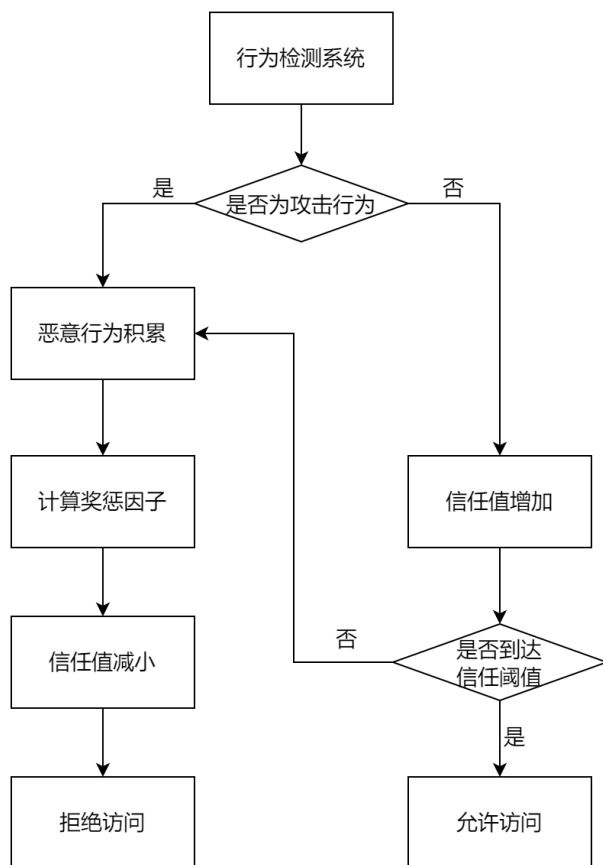 行为检测系统
是
否
是否为攻击行为
恶意行为积累
计算奖惩因子
信任值增加
信任值减小
否
是否到达
信任阈值
是
拒绝访问
允许访问